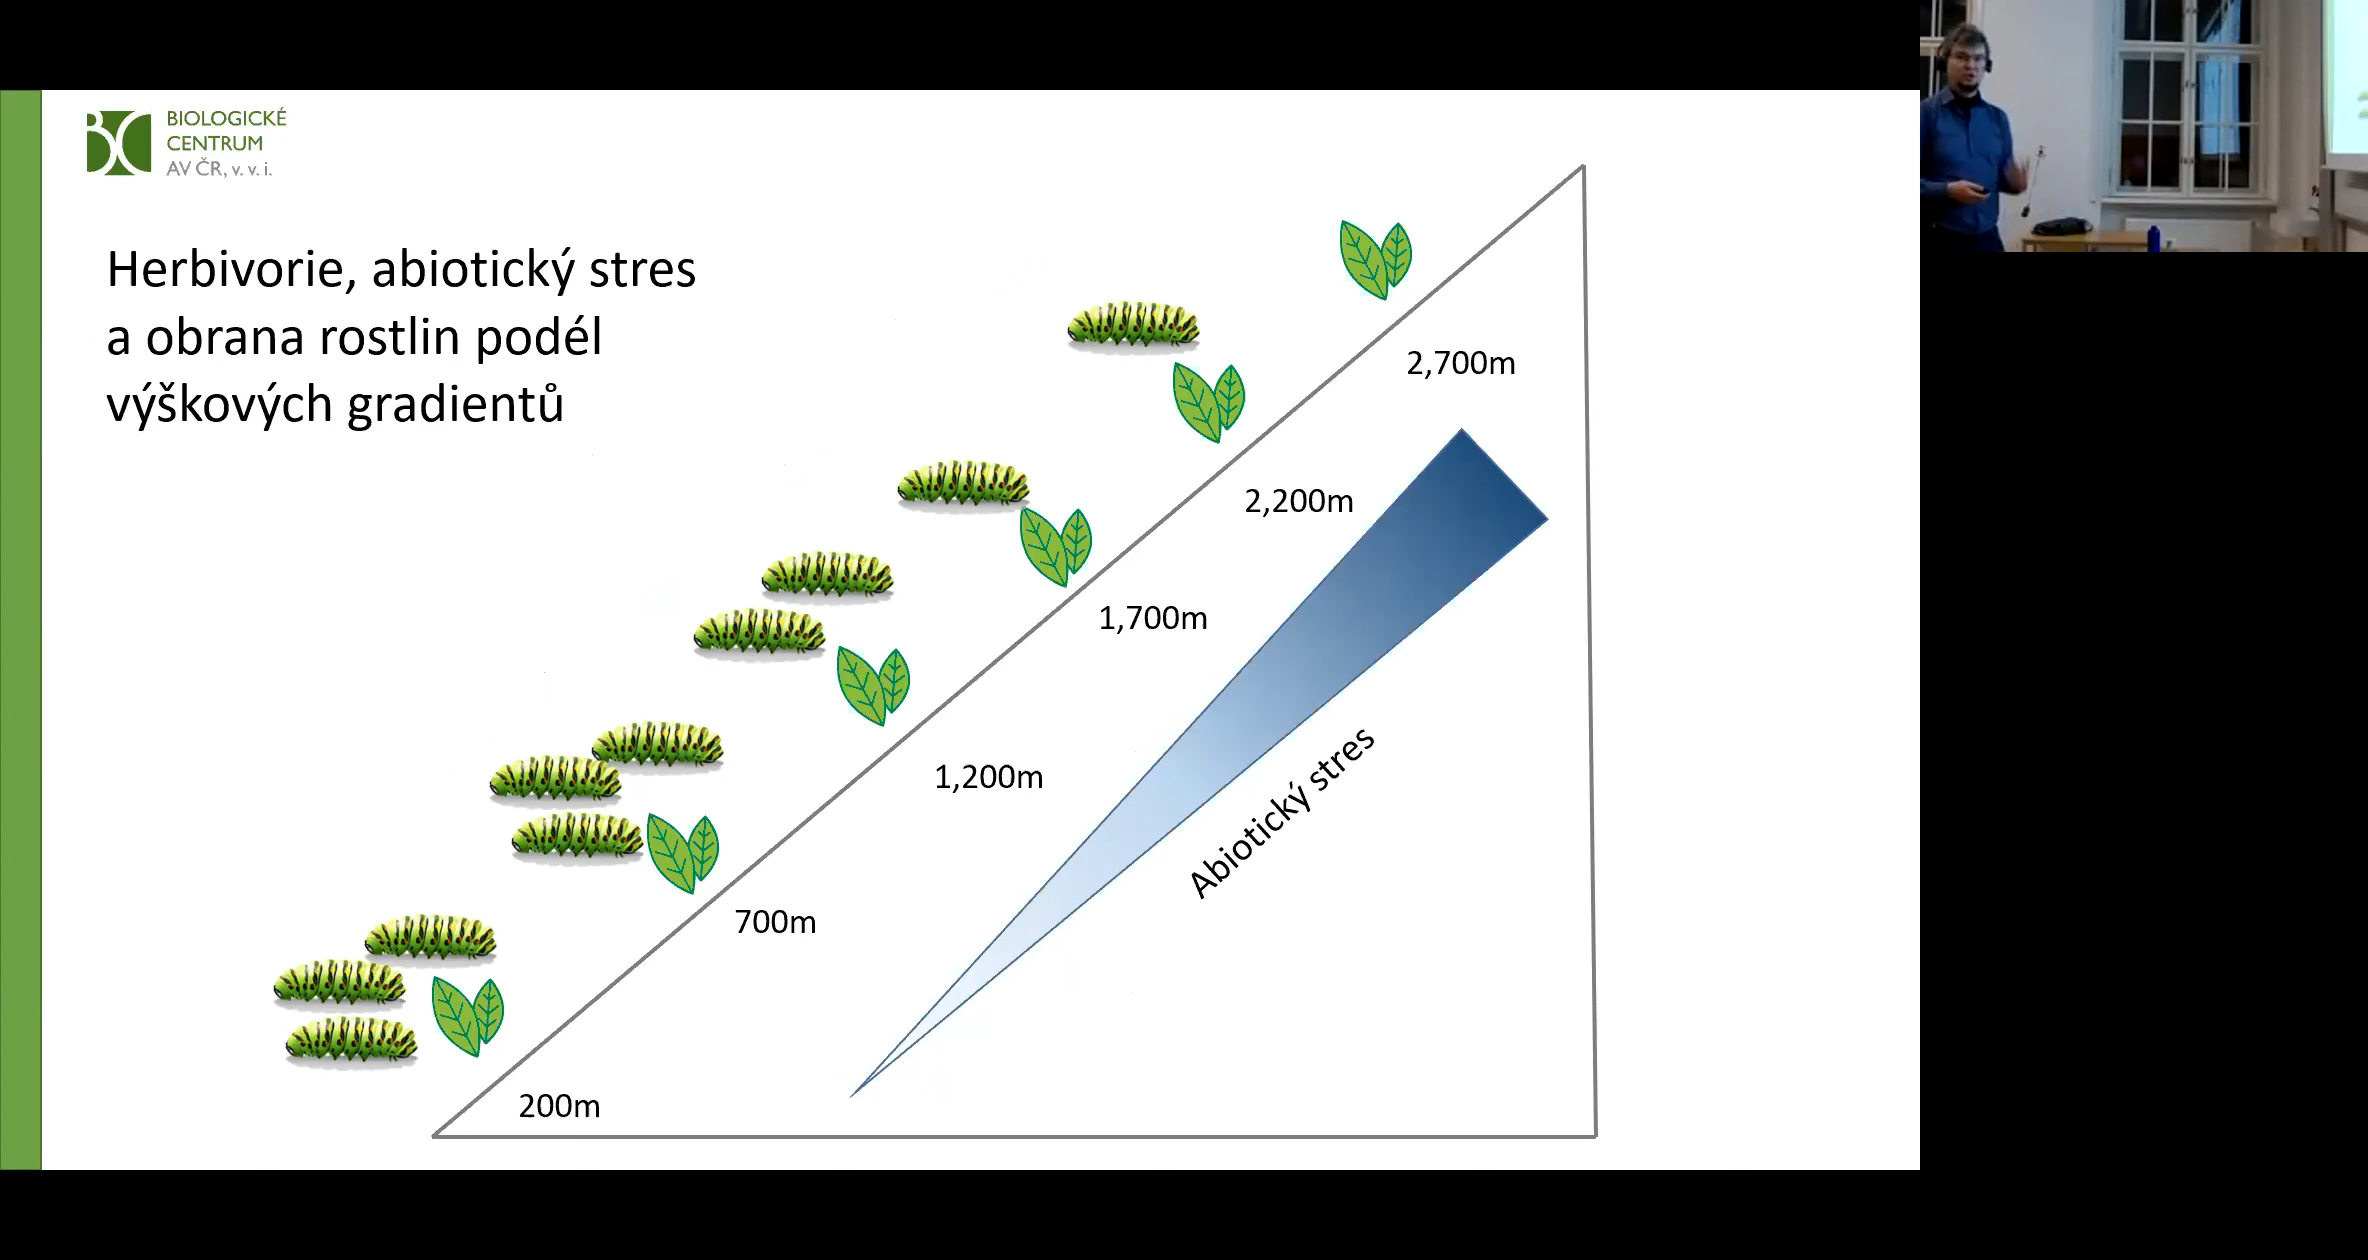 BIOLOGICKÉ
CENTRUM
AV ČR, v. v. i.
Herbivorie, abiotický stres
a obrana rostlin podél
výškových gradientů
2,700m
2,200m
1,700m
1,200m
700m
200m
Abiotický stres